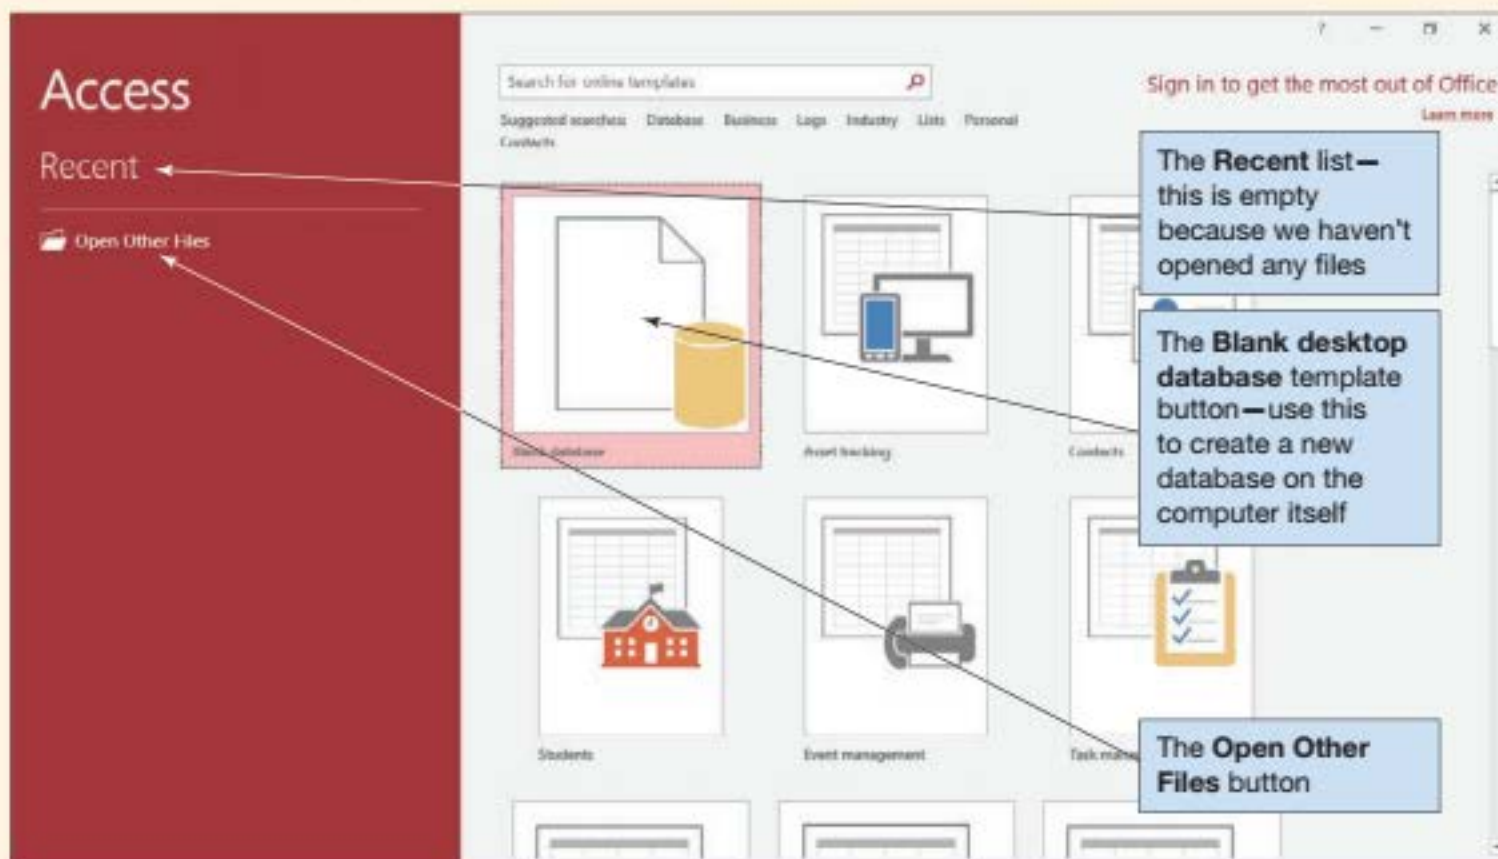 ?
Access
Search for online templates
Sign in to get the most out of Office
Learn more
Suggested searches: Database Business Logs Industry Lists Personal
Contacts
Recent
Open Other Files
The Recent list—
this is empty
because we haven't
opened any files
The Blank desktop
database template
button—use this
to create a new
database on the
computer itself
Blank database
Asset tracking
Contacts
Students
Event management
Task
The Open Other
Files button